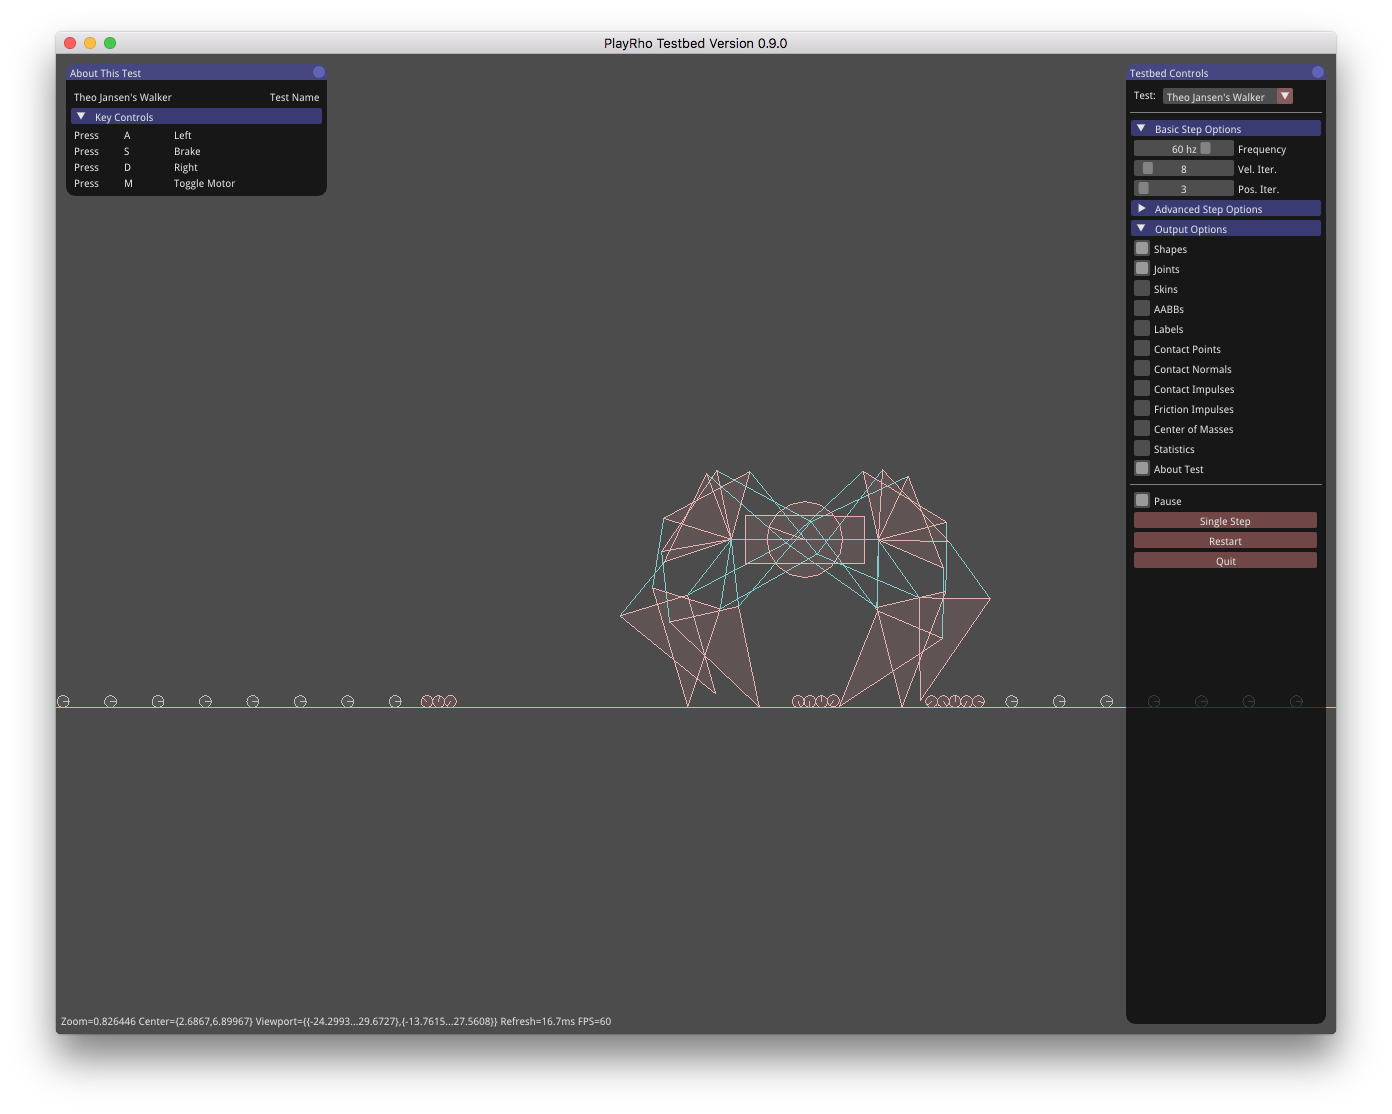 PlayRho Testbed Version 0.9.0
About This Test
Theo Jansen's Walker Test Name
Key Controls
Press A Left
Press S Brake
Press D Right
Press M Toggle Motor
Testbed Controls
Test: Theo Jansen's Walker
Basic Step Options
60 hz Frequency
8 Vel. Iter.
3 Pos. Iter.
Advanced Step Options
Output Options
Shapes
Joints
Skins
AABBs
Labels
Contact Points
Contact Normals
Contact Impulses
Friction Impulses
Center of Masses
Statistics
About Test
Pause
Single Step
Restart
Quit
Zoom=0.826446 Center={2.6867,6.89967} Viewport={{-24.2993...29.6727},{-13.7615...27.5608}} Refresh=16.7ms FPS=60